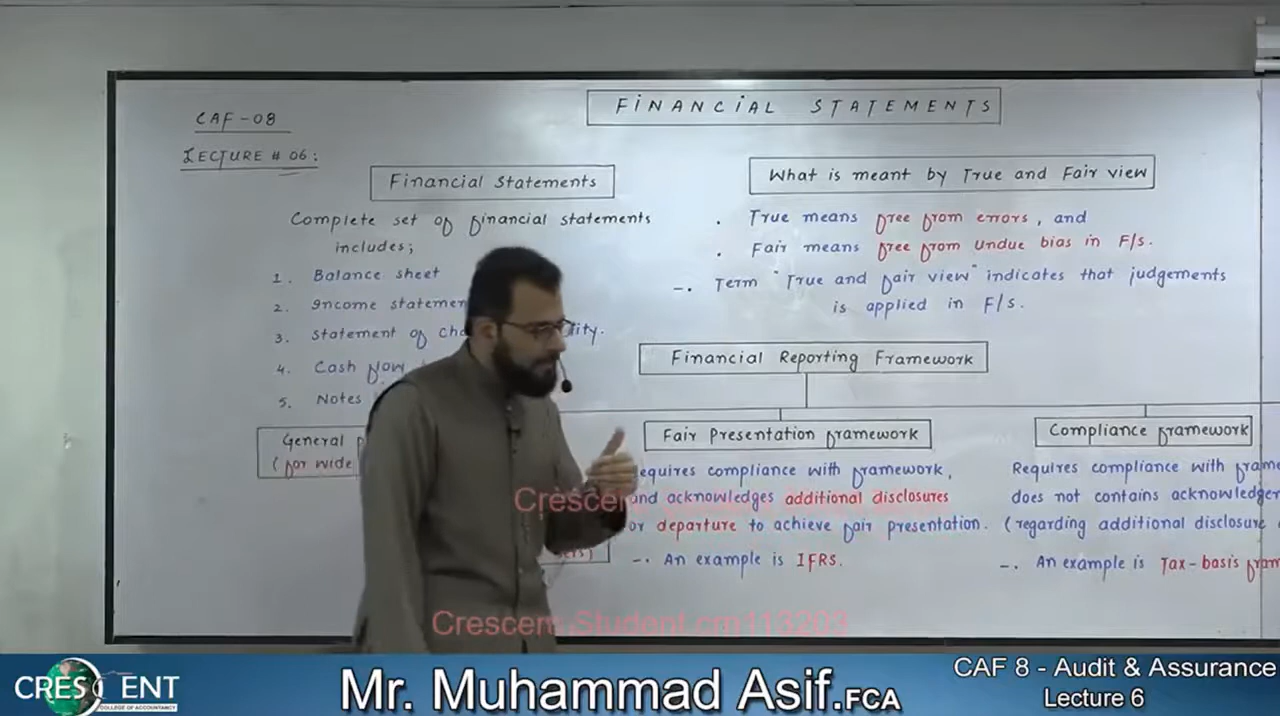 FINANCIAL STATEMENTS
CAF-08
LECTURE # 06:
Financial Statements
Complete set of financial statements
includes;
1. Balance sheet
2. Income
3. Statement of
4. Cash flow
5. Notes
What is meant by True and Fair view
. True means free from errors, and
. Fair means free from undue bias in F/s.
-. Term "True and fair view" indicates that judgements
is applied in F/s.
Financial Reporting Framework
General
(for wide
Fair Presentation framework
requires compliance with framework,
and acknowledges additional disclosures
or departure to achieve fair presentation.
-. An example is IFRS.
Compliance framework
Requires compliance with
does not contains
(regarding additional disclosure
-. An example is Tax-basis
Crescent.Student.cm113203
CRESCENT
COLLEGE OF ACCOUNTANCY
Mr. Muhammad Asif.FCA
CAF 8 - Audit & Assurance
Lecture 6